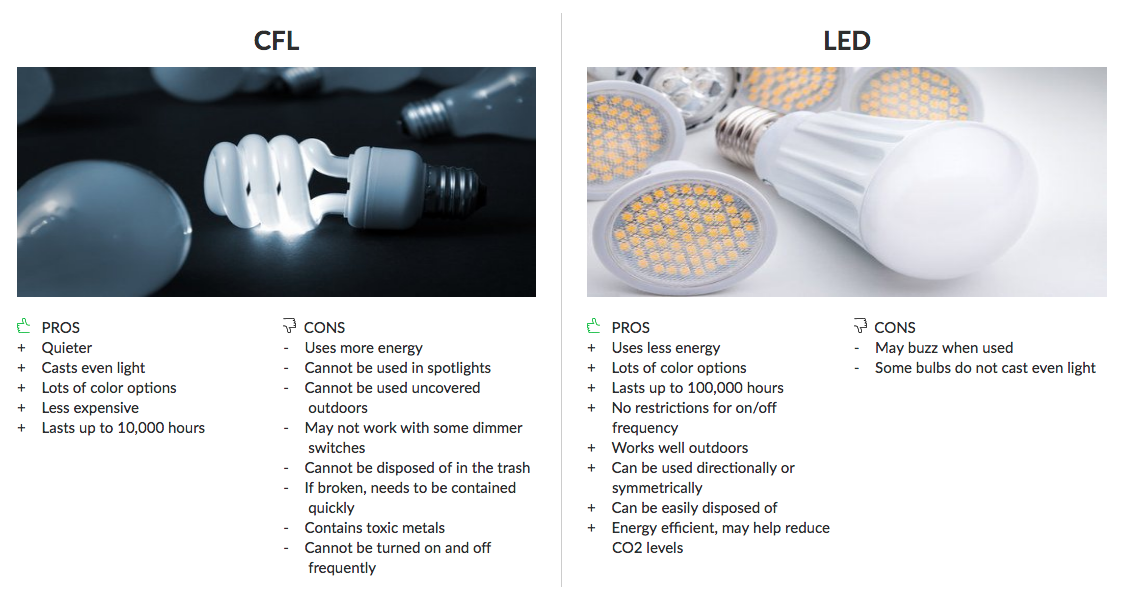 CFL
PROS
+ Quieter
+ Casts even light
+ Lots of color options
+ Less expensive
+ Lasts up to 10,000 hours
CONS
- Uses more energy
- Cannot be used in spotlights
- Cannot be used uncovered
outdoors
- May not work with some dimmer
switches
- Cannot be disposed of in the trash
- If broken, needs to be contained
quickly
- Contains toxic metals
- Cannot be turned on and off
frequently
LED
PROS
+ Uses less energy
+ Lots of color options
+ Lasts up to 100,000 hours
+ No restrictions for on/off
frequency
+ Works well outdoors
+ Can be used directionally or
symmetrically
+ Can be easily disposed of
+ Energy efficient, may help reduce
CO2 levels
CONS
- May buzz when used
- Some bulbs do not cast even light